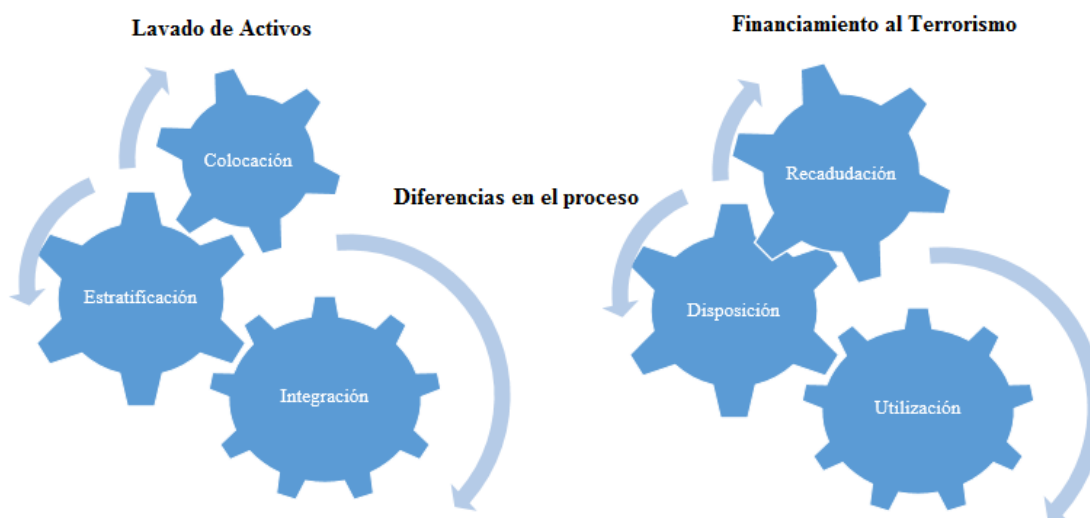 Lavado de Activos
Colocación
Estratificación
Integración
Diferencias en el proceso
Financiamiento al Terrorismo
Recadudación
Disposición
Utilización